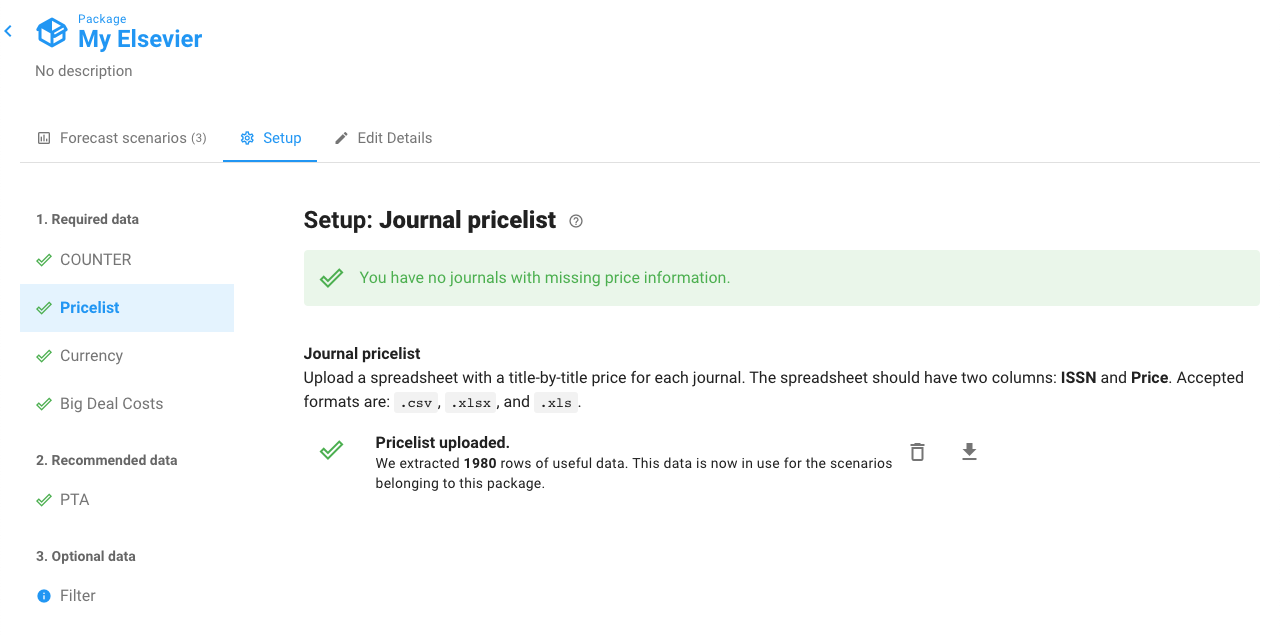 Package
My Elsevier
No description
Forecast scenarios (3)
Setup
Edit Details
1. Required data
COUNTER
Pricelist
Currency
Big Deal Costs
2. Recommended data
PTA
3. Optional data
Filter
Setup: Journal pricelist
You have no journals with missing price information.
Journal pricelist
Upload a spreadsheet with a title-by-title price for each journal. The spreadsheet should have two columns: ISSN and Price. Accepted
formats are: .csv, .xlsx, and .xls.
Pricelist uploaded.
We extracted 1980 rows of useful data. This data is now in use for the scenarios
belonging to this package.